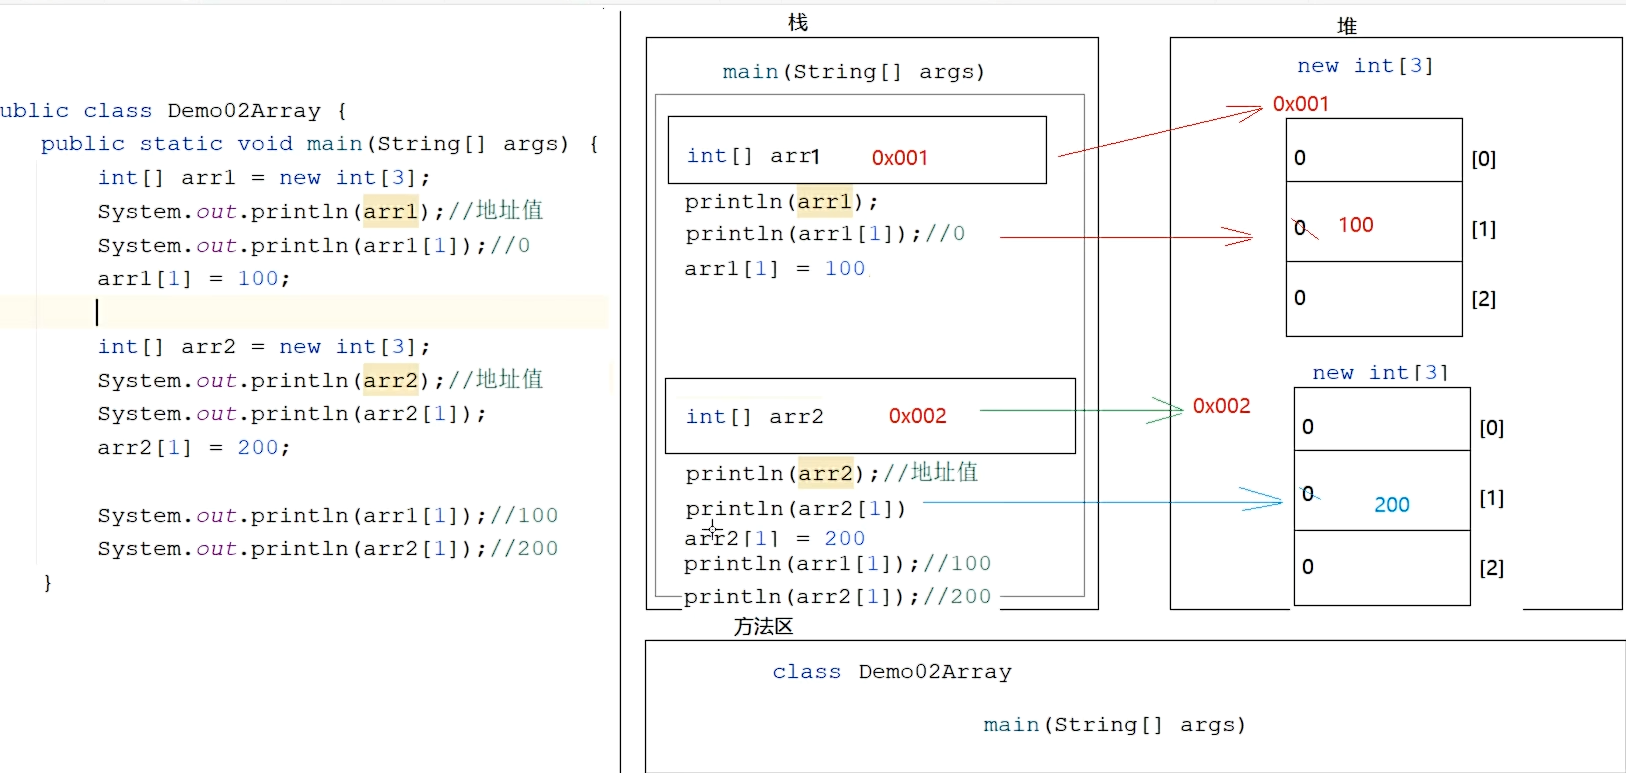 ublic class Demo02Array {
public static void main(String[] args) {
int[] arr1 = new int[3];
System.out.println(arr1);//地址值
System.out.println(arr1[1]);//0
arr1[1] = 100;
int[] arr2 = new int[3];
System.out.println(arr2);//地址值
System.out.println(arr2[1]);
arr2[1] = 200;
System.out.println(arr1[1]);//100
System.out.println(arr2[1]);//200
}
栈
main(String[] args)
int[] arr1 0x001
println(arr1);
println(arr1[1]);//0
arr1[1] = 100
int[] arr2 0x002
println(arr2);//地址值
println(arr2[1])
arr2[1] = 200
println(arr1[1]);//100
println(arr2[1]);//200
堆
new int[3]
0x001
0 [0]
0 100 [1]
0 [2]
new int[3]
0x002
0 [0]
0 200 [1]
0 [2]
方法区
class Demo02Array
main(String[] args)